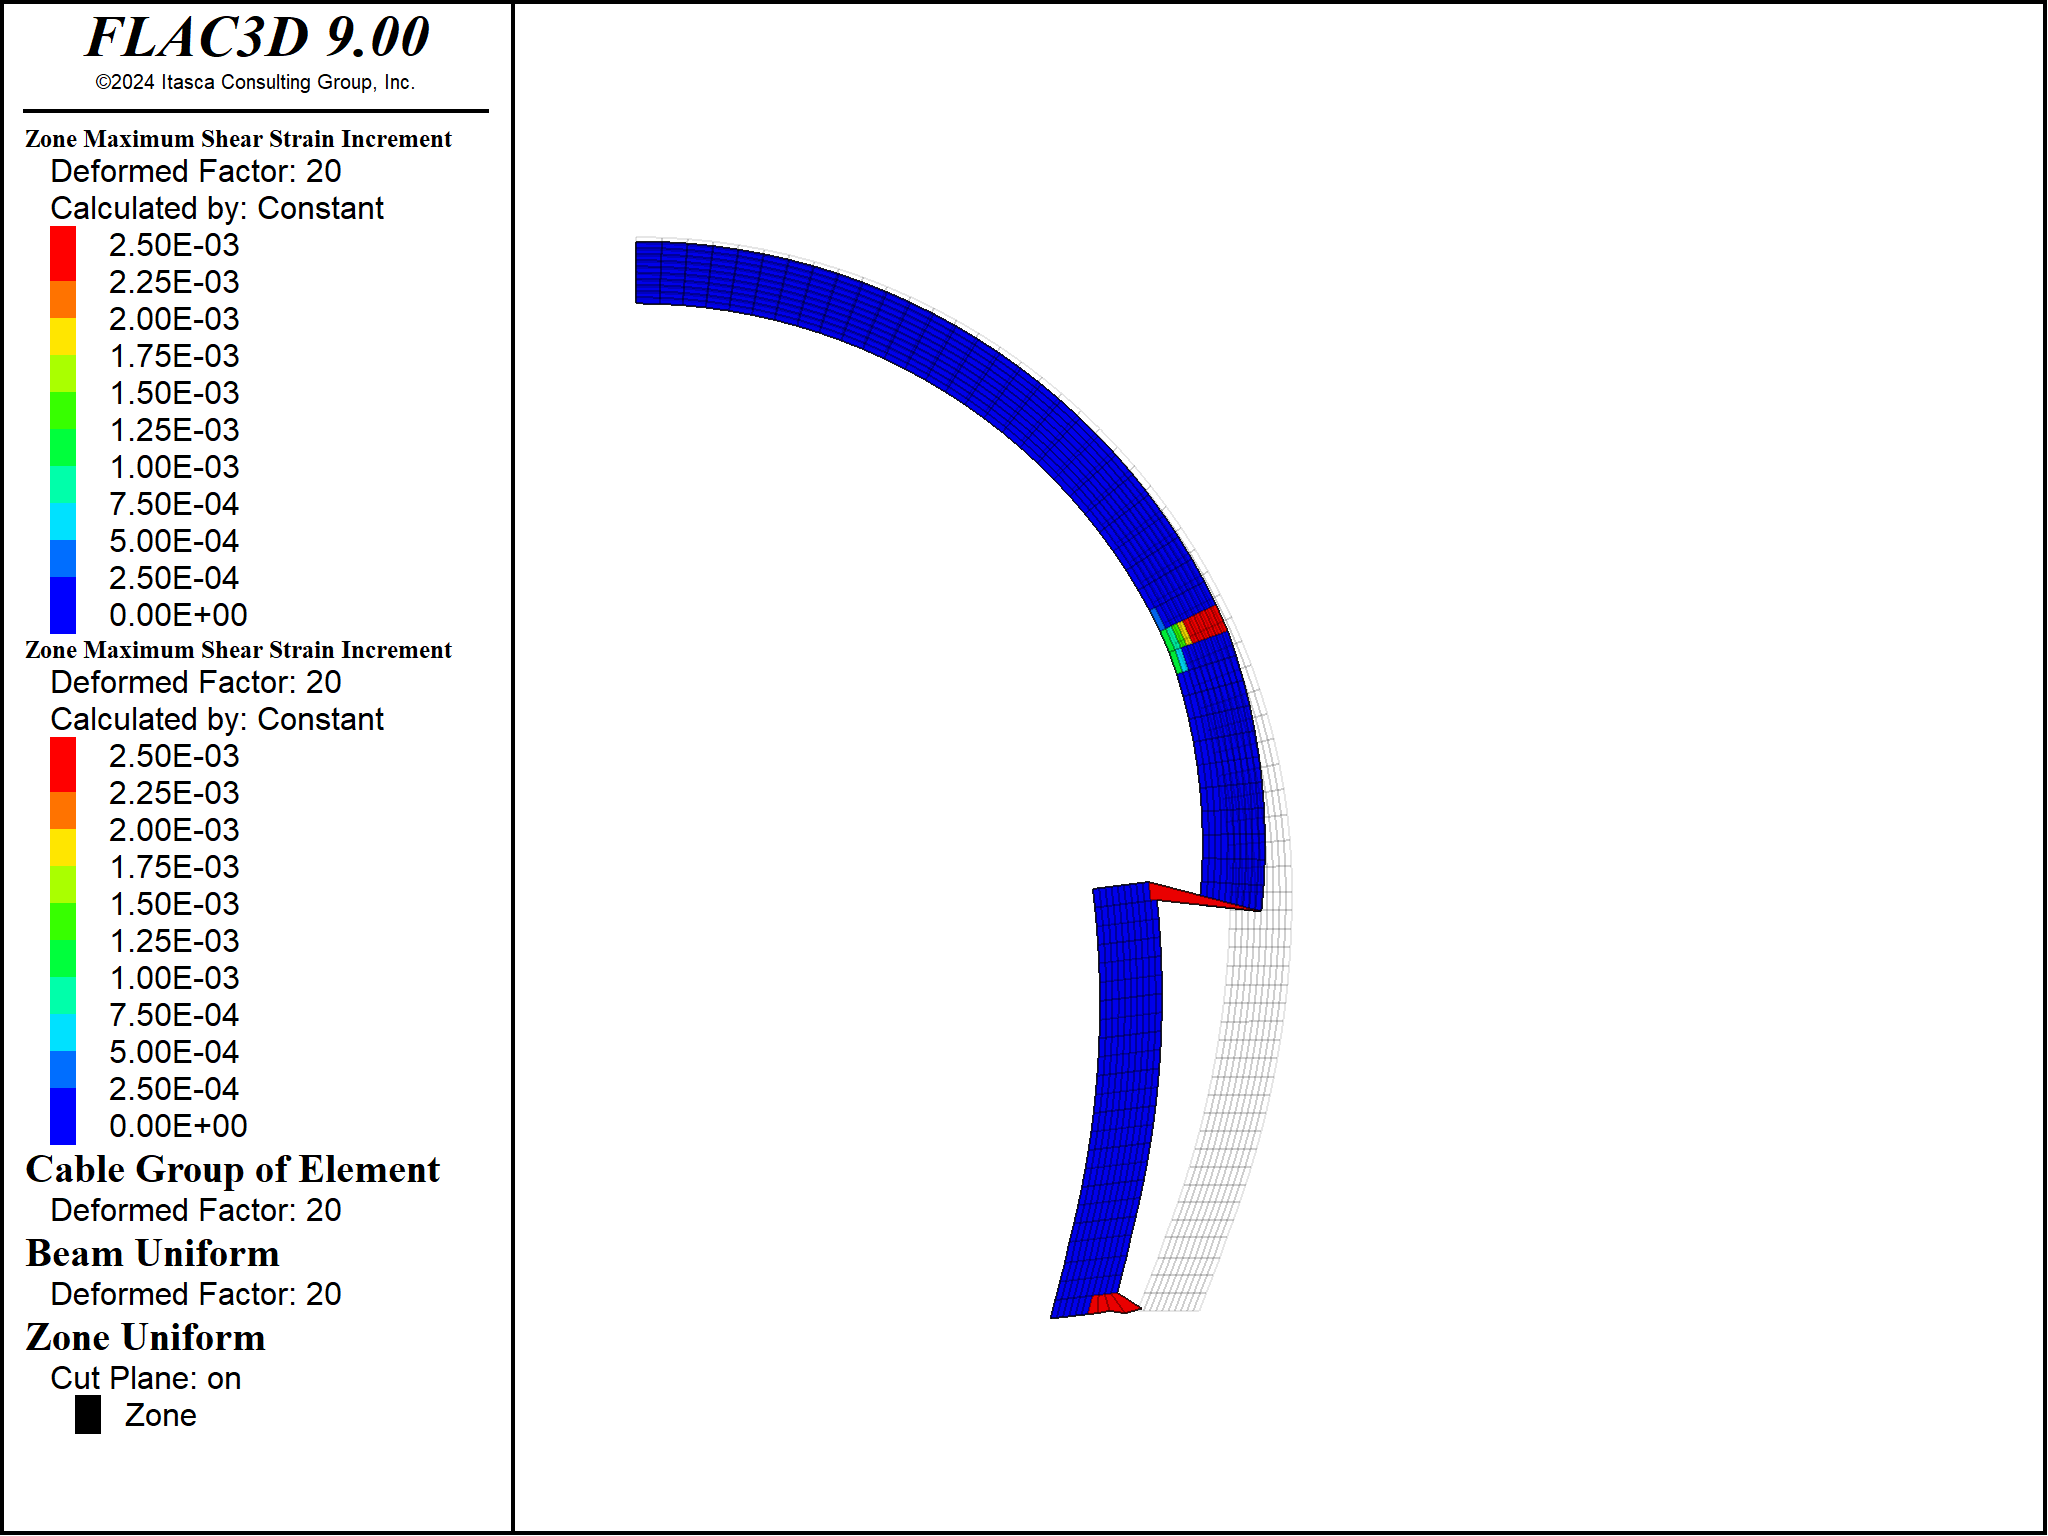 FLAC3D 9.00
©2024 Itasca Consulting Group, Inc.
Zone Maximum Shear Strain Increment
Deformed Factor: 20
Calculated by: Constant
2.50E-03
2.25E-03
2.00E-03
1.75E-03
1.50E-03
1.25E-03
1.00E-03
7.50E-04
5.00E-04
2.50E-04
0.00E+00
Zone Maximum Shear Strain Increment
Deformed Factor: 20
Calculated by: Constant
2.50E-03
2.25E-03
2.00E-03
1.75E-03
1.50E-03
1.25E-03
1.00E-03
7.50E-04
5.00E-04
2.50E-04
0.00E+00
Cable Group of Element
Deformed Factor: 20
Beam Uniform
Deformed Factor: 20
Zone Uniform
Cut Plane: on
Zone